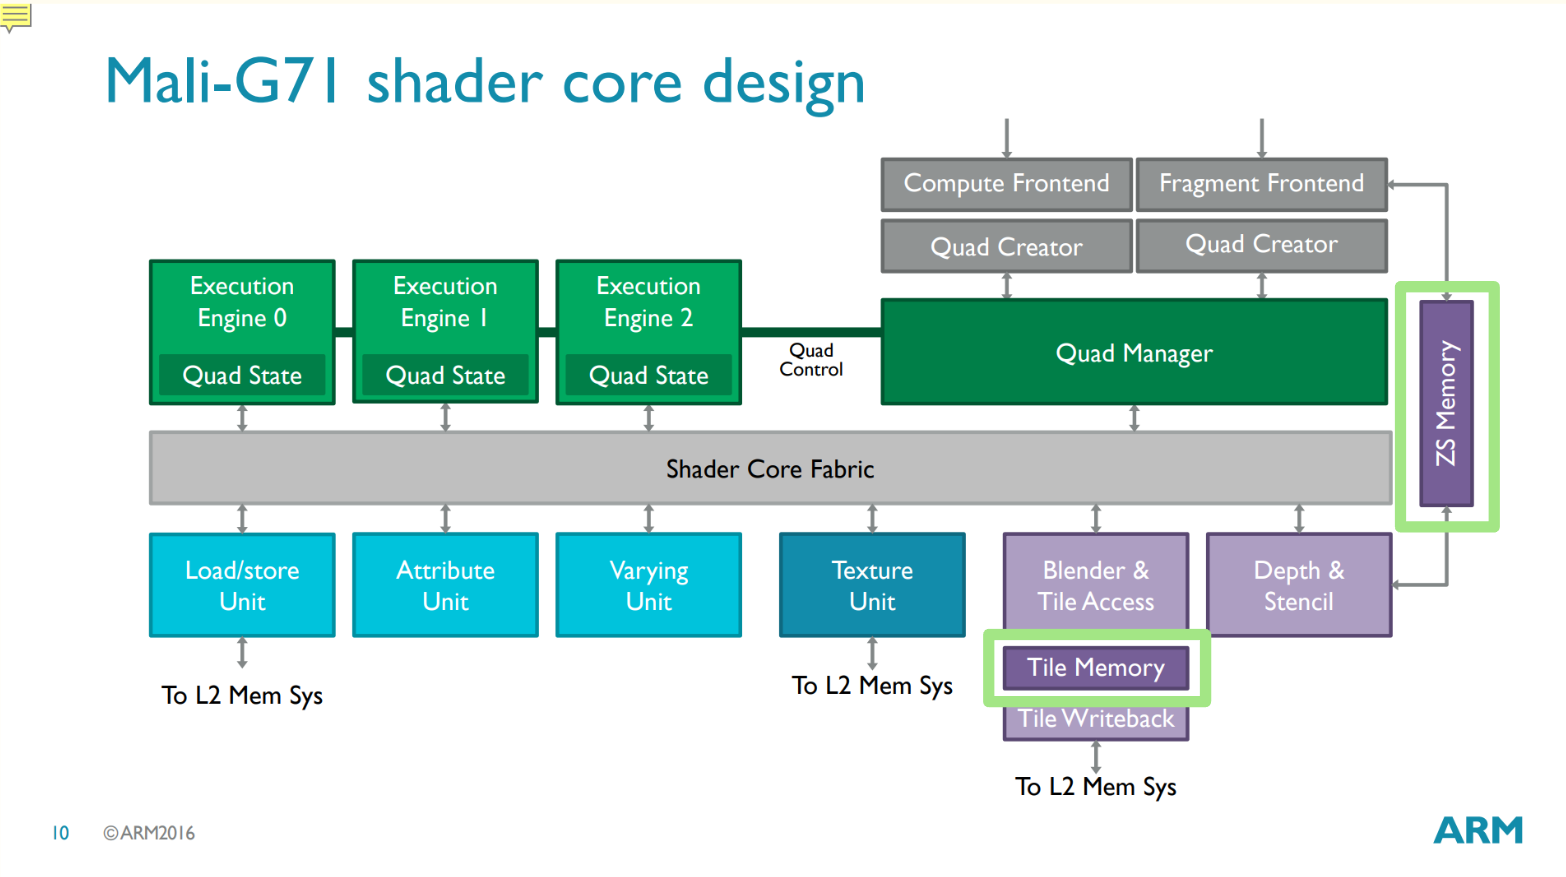 Mali-G71 shader core design
Compute Frontend
Fragment Frontend
Quad Creator
Quad Creator
Execution
Engine 0
Quad State
Execution
Engine 1
Quad State
Execution
Engine 2
Quad State
Quad
Control
Quad Manager
ZS Memory
Shader Core Fabric
Load/store
Unit
Attribute
Unit
Varying
Unit
Texture
Unit
Blender &
Tile Access
Depth &
Stencil
Tile Memory
Tile Writeback
To L2 Mem Sys
To L2 Mem Sys
To L2 Mem Sys
10
©ARM2016
ARM